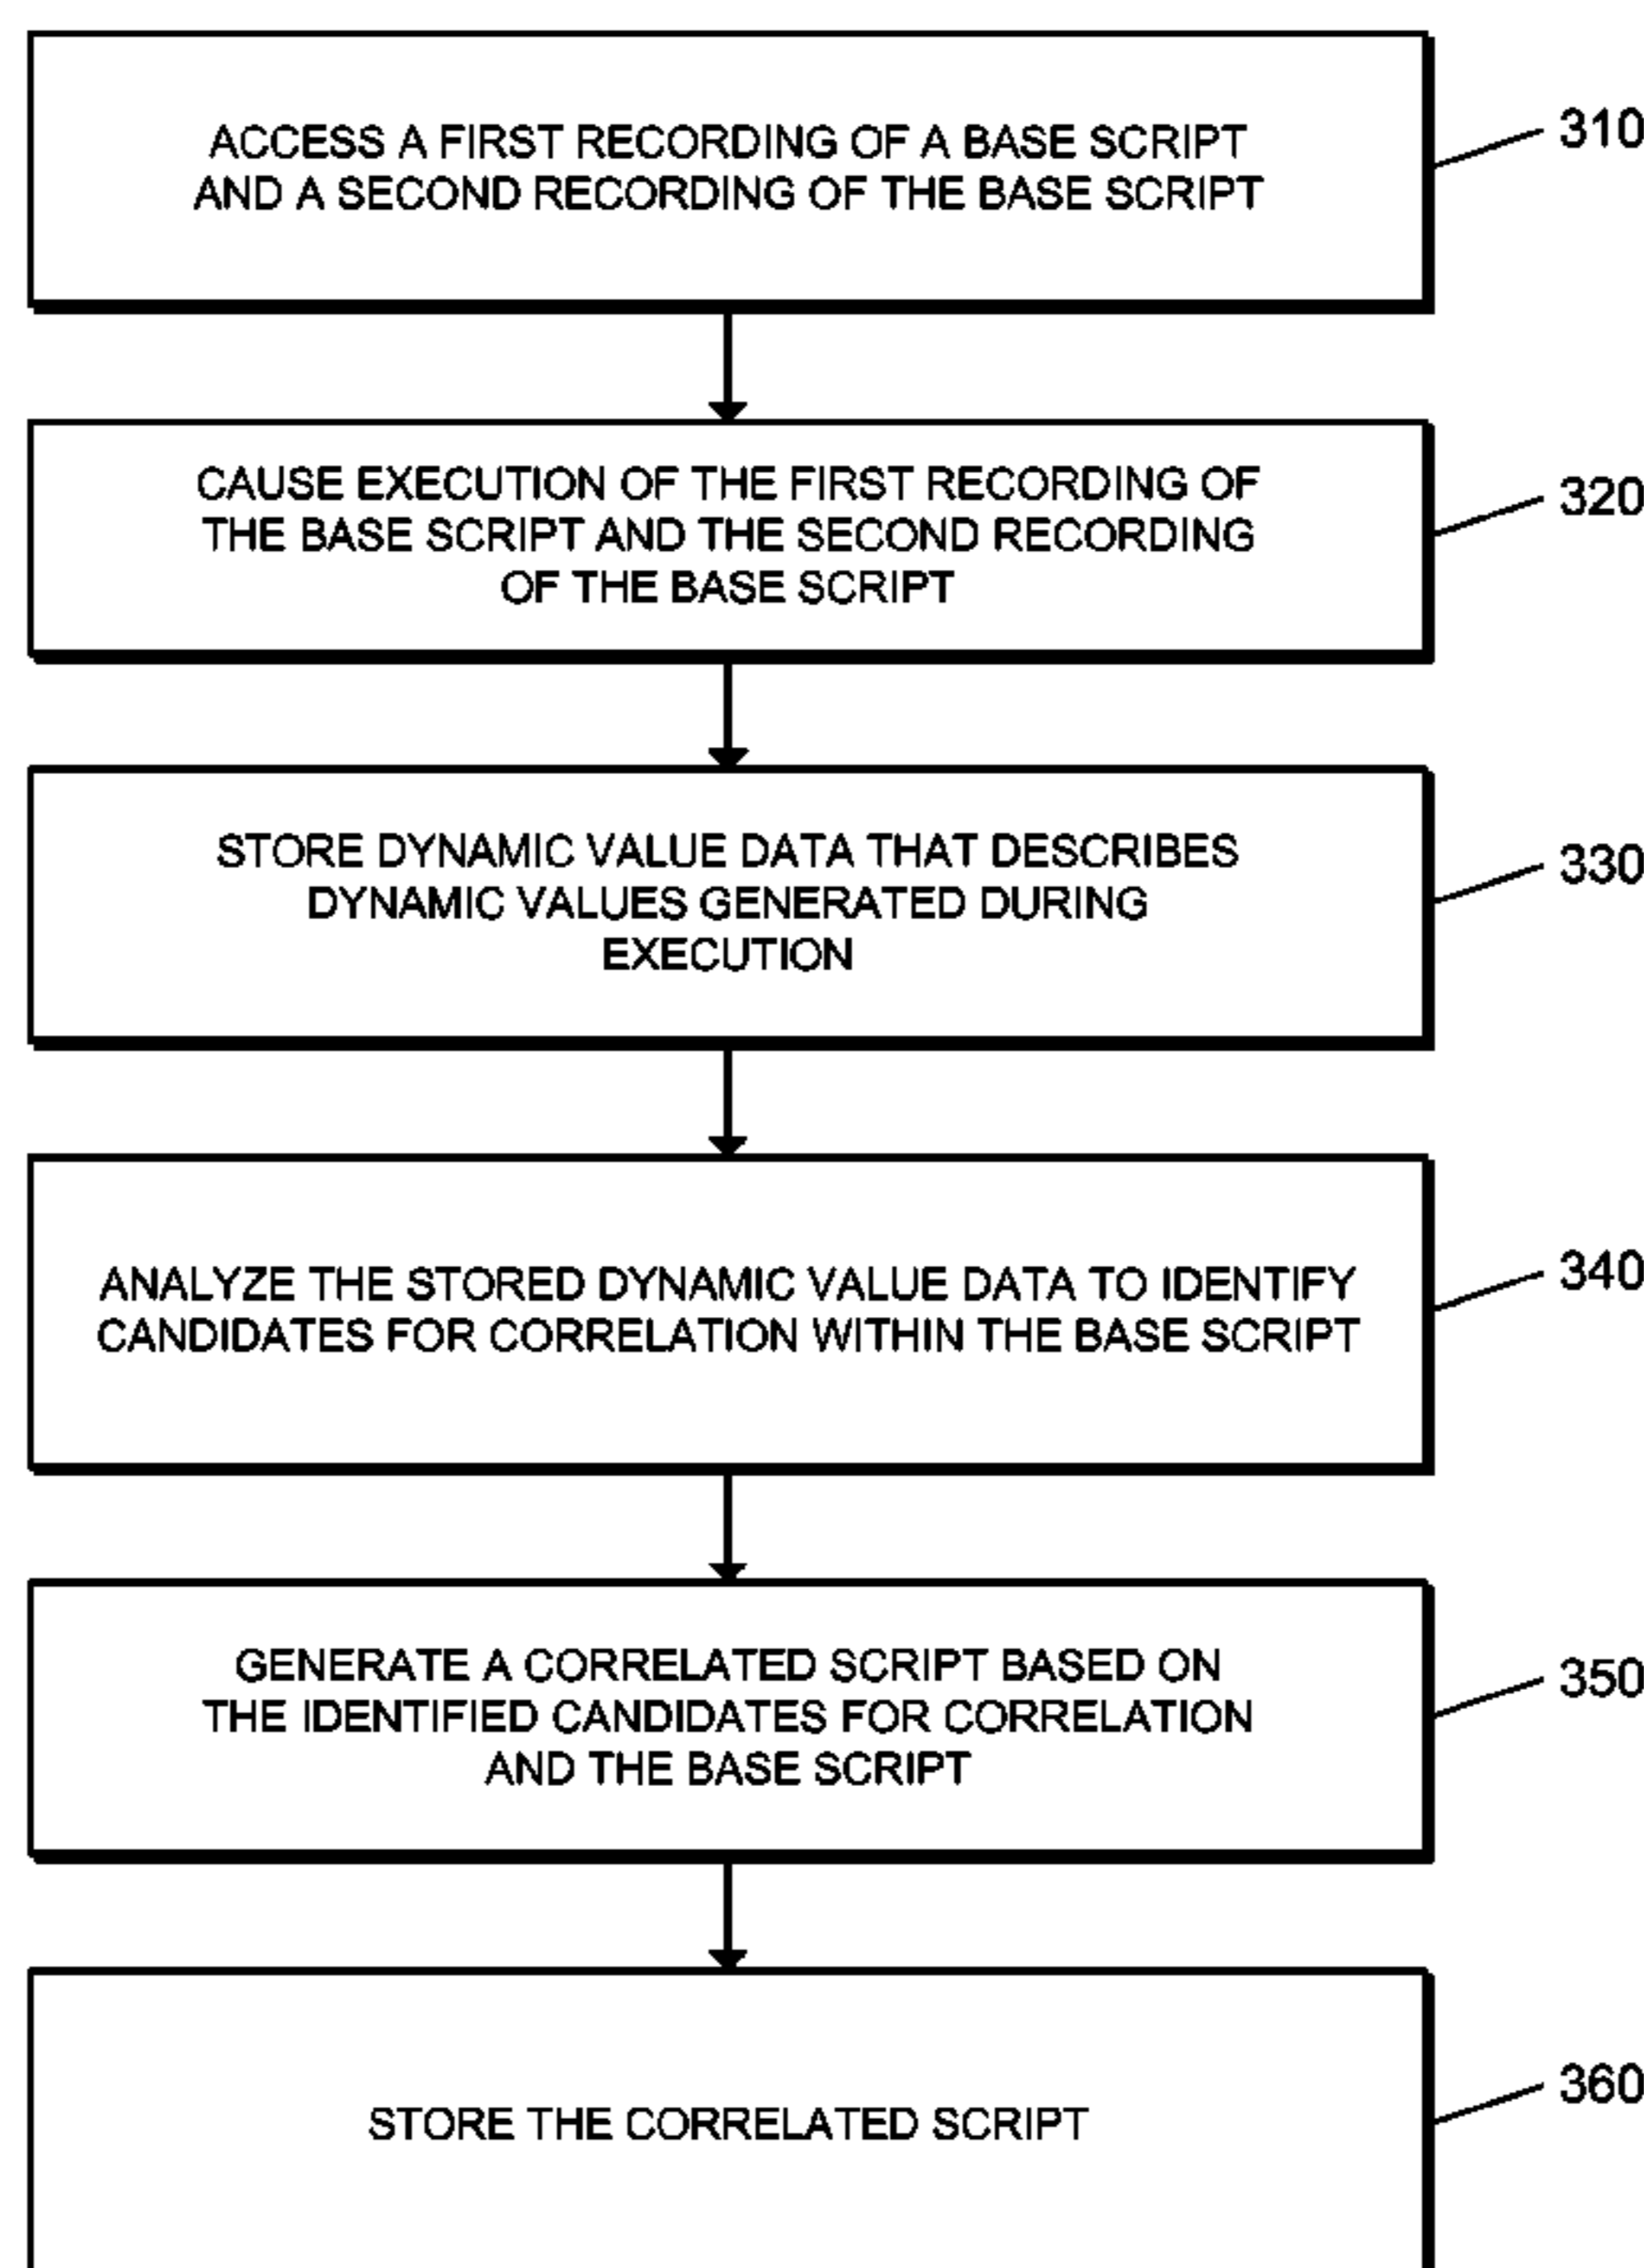 ACCESS A FIRST RECORDING OF A BASE SCRIPT
AND A SECOND RECORDING OF THE BASE SCRIPT
310
CAUSE EXECUTION OF THE FIRST RECORDING OF
THE BASE SCRIPT AND THE SECOND RECORDING
OF THE BASE SCRIPT
320
STORE DYNAMIC VALUE DATA THAT DESCRIBES
DYNAMIC VALUES GENERATED DURING
EXECUTION
330
ANALYZE THE STORED DYNAMIC VALUE DATA TO IDENTIFY
CANDIDATES FOR CORRELATION WITHIN THE BASE SCRIPT
340
GENERATE A CORRELATED SCRIPT BASED ON
THE IDENTIFIED CANDIDATES FOR CORRELATION
AND THE BASE SCRIPT
350
STORE THE CORRELATED SCRIPT
360